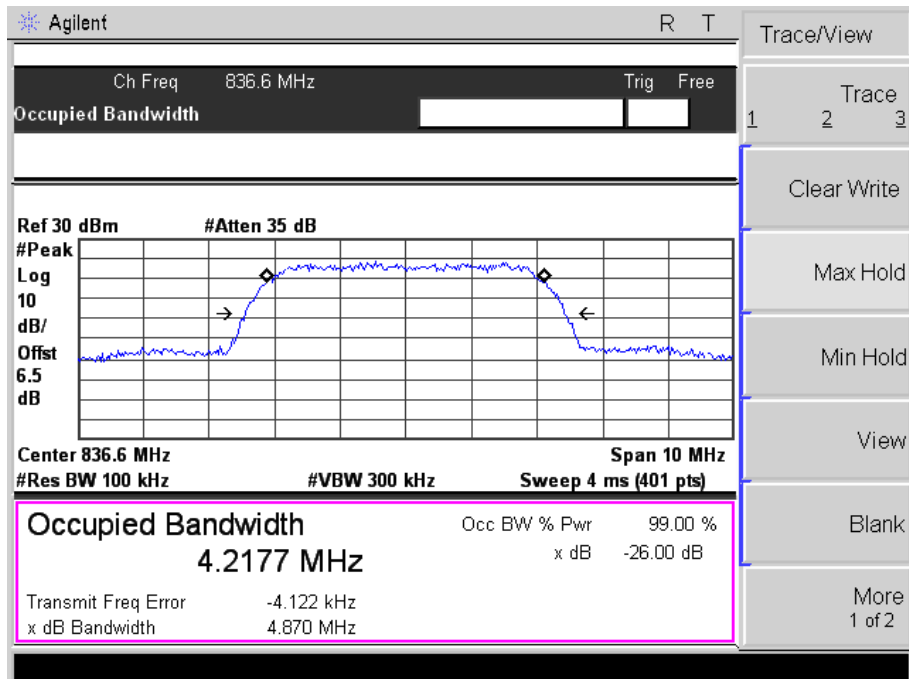 Agilent R T
Trace/View
Ch Freq 836.6 MHz Trig Free
Occupied Bandwidth
Trace
1 2 3
Clear Write
Ref 30 dBm #Atten 35 dB
#Peak
Log
10
dB/
Offst
6.5
dB
Max Hold
Min Hold
Center 836.6 MHz Span 10 MHz
#Res BW 100 kHz #VBW 300 kHz Sweep 4 ms (401 pts)
View
Occupied Bandwidth Occ BW % Pwr 99.00 %
4.2177 MHz x dB -26.00 dB
Transmit Freq Error -4.122 kHz
x dB Bandwidth 4.870 MHz
Blank
More
1 of 2